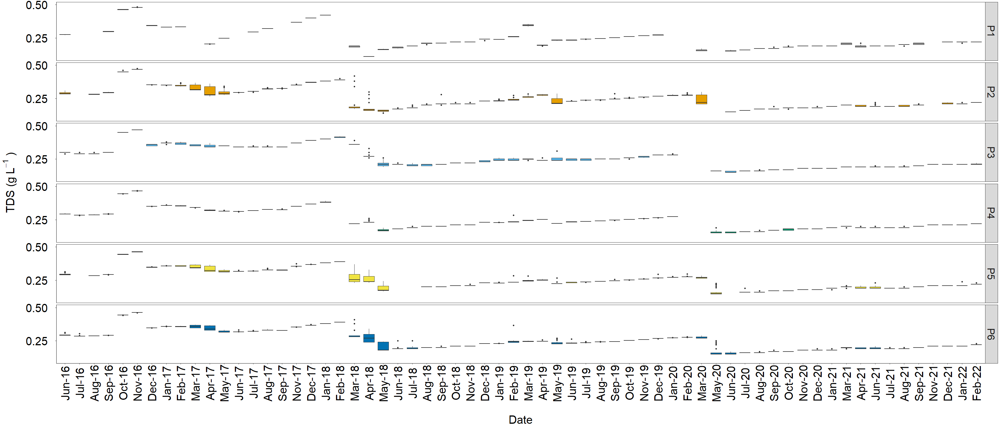 TDS (g L⁻¹)
0.50
0.25
P1
0.50
0.25
P2
0.50
0.25
P3
0.50
0.25
P4
0.50
0.25
P5
0.50
0.25
P6
Jun-16
Jul-16
Aug-16
Sep-16
Oct-16
Nov-16
Dec-16
Jan-17
Feb-17
Mar-17
Apr-17
May-17
Jun-17
Jul-17
Aug-17
Sep-17
Nov-17
Dec-17
Jan-18
Feb-18
Mar-18
Apr-18
May-18
Jun-18
Jul-18
Aug-18
Sep-18
Oct-18
Nov-18
Dec-18
Jan-19
Feb-19
Mar-19
Apr-19
May-19
Jun-19
Jul-19
Aug-19
Sep-19
Oct-19
Nov-19
Dec-19
Jan-20
Feb-20
Mar-20
May-20
Jun-20
Jul-20
Aug-20
Sep-20
Oct-20
Nov-20
Dec-20
Jan-21
Mar-21
Apr-21
Jun-21
Jul-21
Aug-21
Sep-21
Nov-21
Dec-21
Jan-22
Feb-22
Date